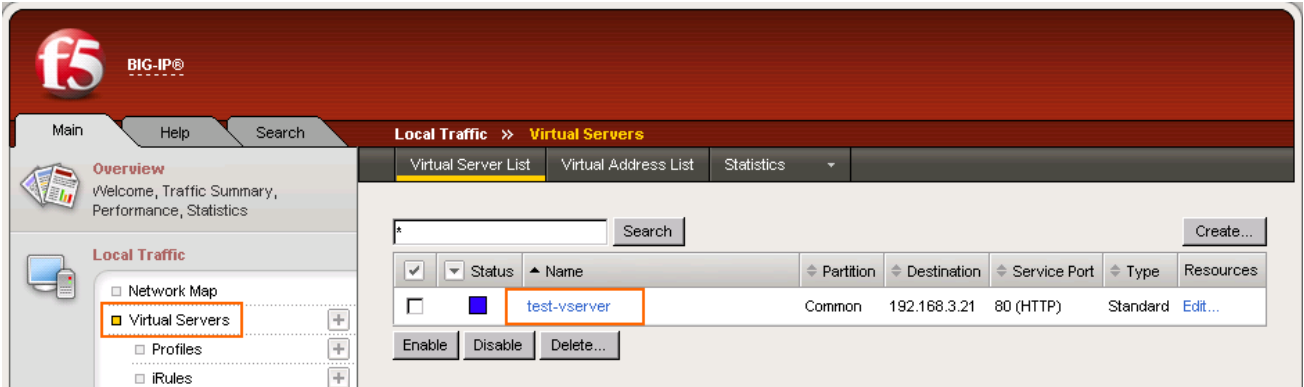 f5
BIG-IP®
Main Help Search
Local Traffic » Virtual Servers
Virtual Server List Virtual Address List Statistics
Overview
Welcome, Traffic Summary,
Performance, Statistics
* Search Create...
Local Traffic
Status Name Partition Destination Service Port Type Resources
Network Map
test-vserver Common 192.168.3.21 80 (HTTP) Standard Edit...
Virtual Servers
Enable Disable Delete...
Profiles
iRules